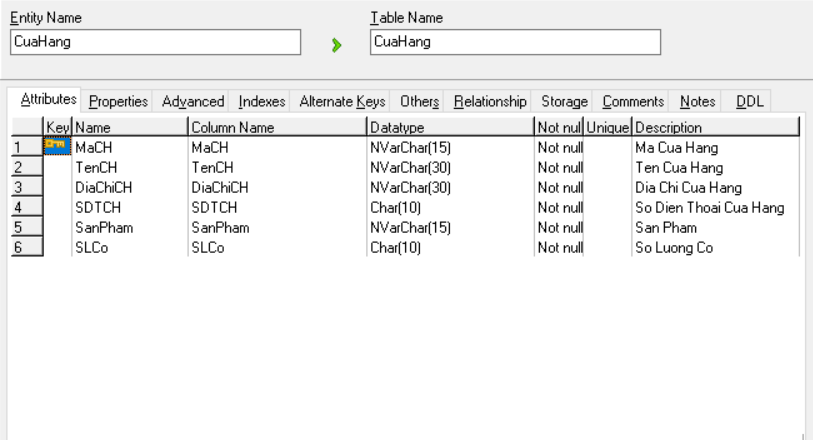 Entity Name Table Name
CuaHang CuaHang
Attributes Properties Advanced Indexes Alternate Keys Others Relationship Storage Comments Notes DDL
Key Name Column Name Datatype Not nul Unique Description
1 MaCH MaCH NVarChar(15) Not null Ma Cua Hang
2 TenCH TenCH NVarChar(30) Not null Ten Cua Hang
3 DiaChiCH DiaChiCH NVarChar(30) Not null Dia Chi Cua Hang
4 SDTCH SDTCH Char(10) Not null So Dien Thoai Cua Hang
5 SanPham SanPham NVarChar(15) Not null San Pham
6 SLCo SLCo Char(10) Not null So Luong Co